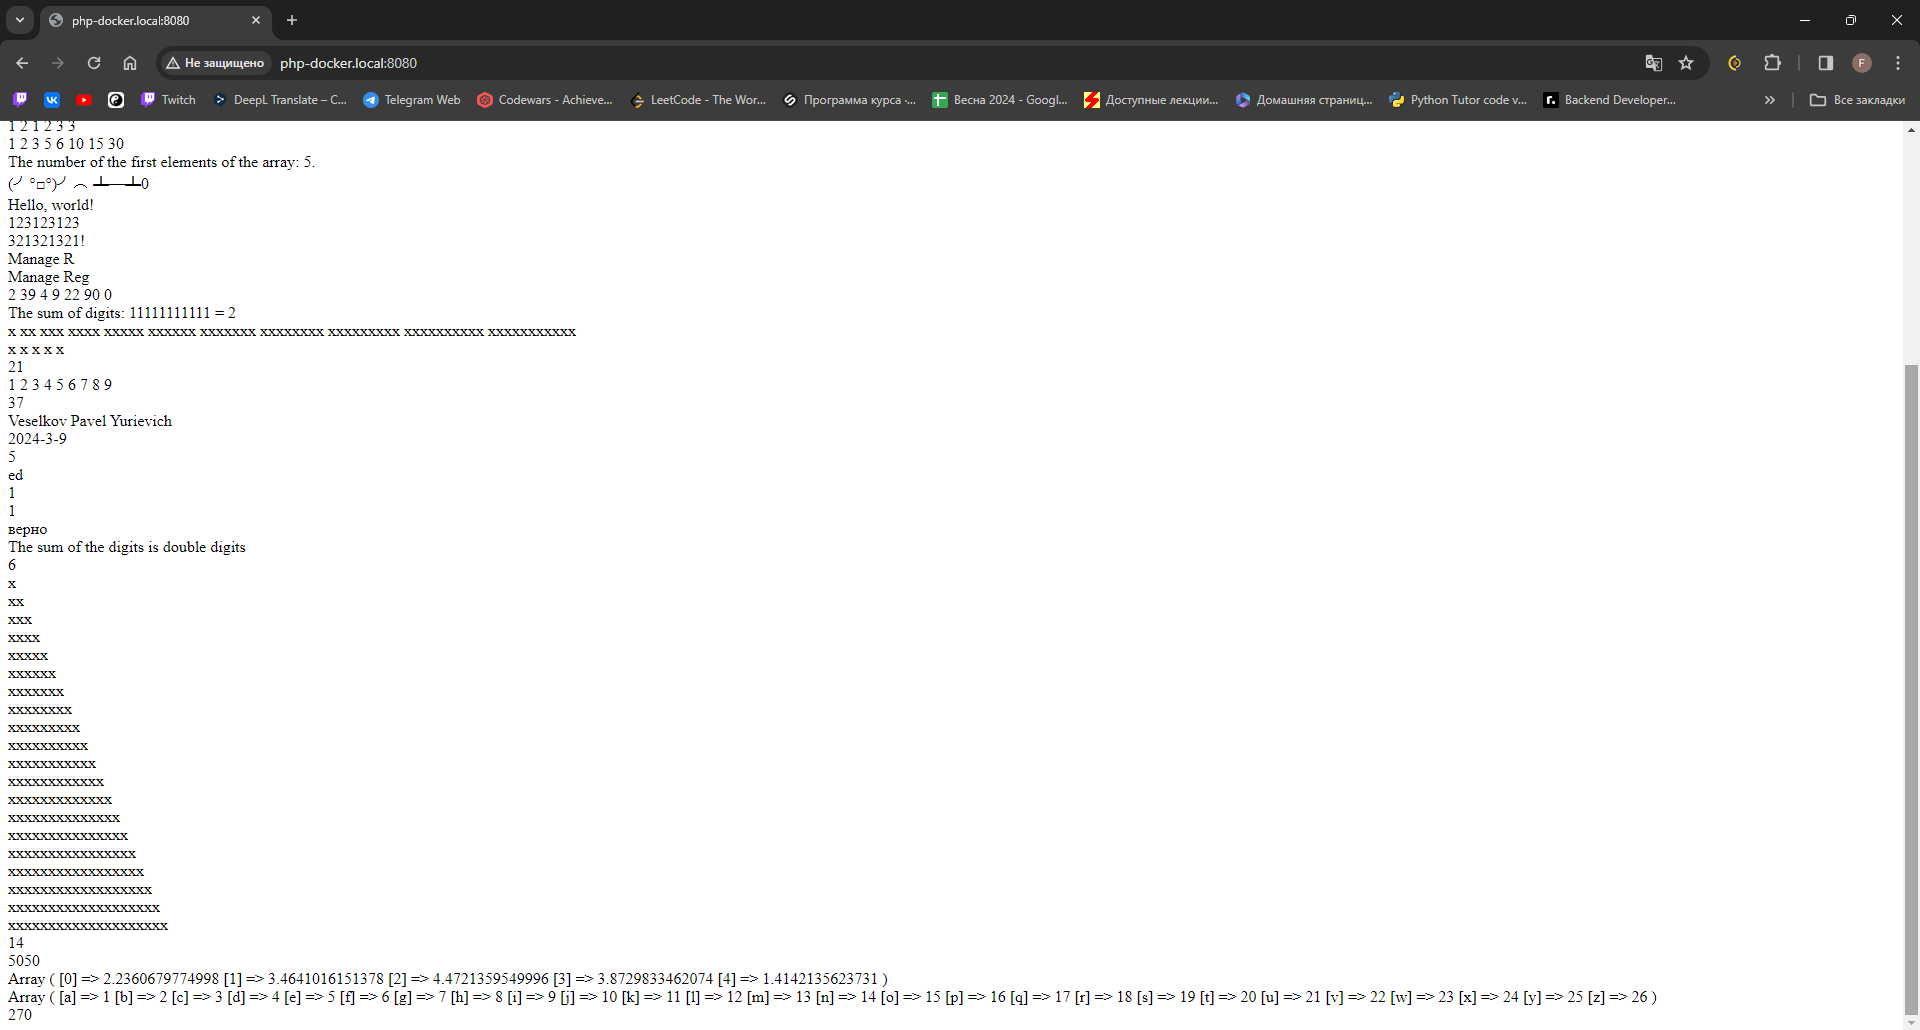 php-docker.local:8080
Не защищено php-docker.local:8080 F
Twitch DeepL Translate – C... Telegram Web Codewars - Achieve... LeetCode - The Wor... Программа курса -... Весна 2024 - Googl... Доступные лекции... Домашняя страниц... Python Tutor code v... r. Backend Developer... Все закладки
1 2 1 2 3 3
1 2 3 5 6 10 15 30
The number of the first elements of the array: 5.
(╯°□°)╯︵ ┻━┻0
Hello, world!
123123123
321321321!
Manage R
Manage Reg
2 39 4 9 22 90 0
The sum of digits: 11111111111 = 2
x xx xxx xxxx xxxxx xxxxxx xxxxxxx xxxxxxxx xxxxxxxxx xxxxxxxxxx xxxxxxxxxxx
x x x x x
21
1 2 3 4 5 6 7 8 9
37
Veselkov Pavel Yurievich
2024-3-9
5
ed
1
1
верно
The sum of the digits is double digits
6
x
xx
xxx
xxxx
xxxxx
xxxxxx
xxxxxxx
xxxxxxxx
xxxxxxxxx
xxxxxxxxxx
xxxxxxxxxxx
xxxxxxxxxxxx
xxxxxxxxxxxxx
xxxxxxxxxxxxxx
xxxxxxxxxxxxxxx
xxxxxxxxxxxxxxxx
xxxxxxxxxxxxxxxxx
xxxxxxxxxxxxxxxxxx
xxxxxxxxxxxxxxxxxxx
xxxxxxxxxxxxxxxxxxxx
14
5050
Array ( [0] => 2.2360679774998 [1] => 3.4641016151378 [2] => 4.4721359549996 [3] => 3.8729833462074 [4] => 1.4142135623731 )
Array ( [a] => 1 [b] => 2 [c] => 3 [d] => 4 [e] => 5 [f] => 6 [g] => 7 [h] => 8 [i] => 9 [j] => 10 [k] => 11 [l] => 12 [m] => 13 [n] => 14 [o] => 15 [p] => 16 [q] => 17 [r] => 18 [s] => 19 [t] => 20 [u] => 21 [v] => 22 [w] => 23 [x] => 24 [y] => 25 [z] => 26 )
270